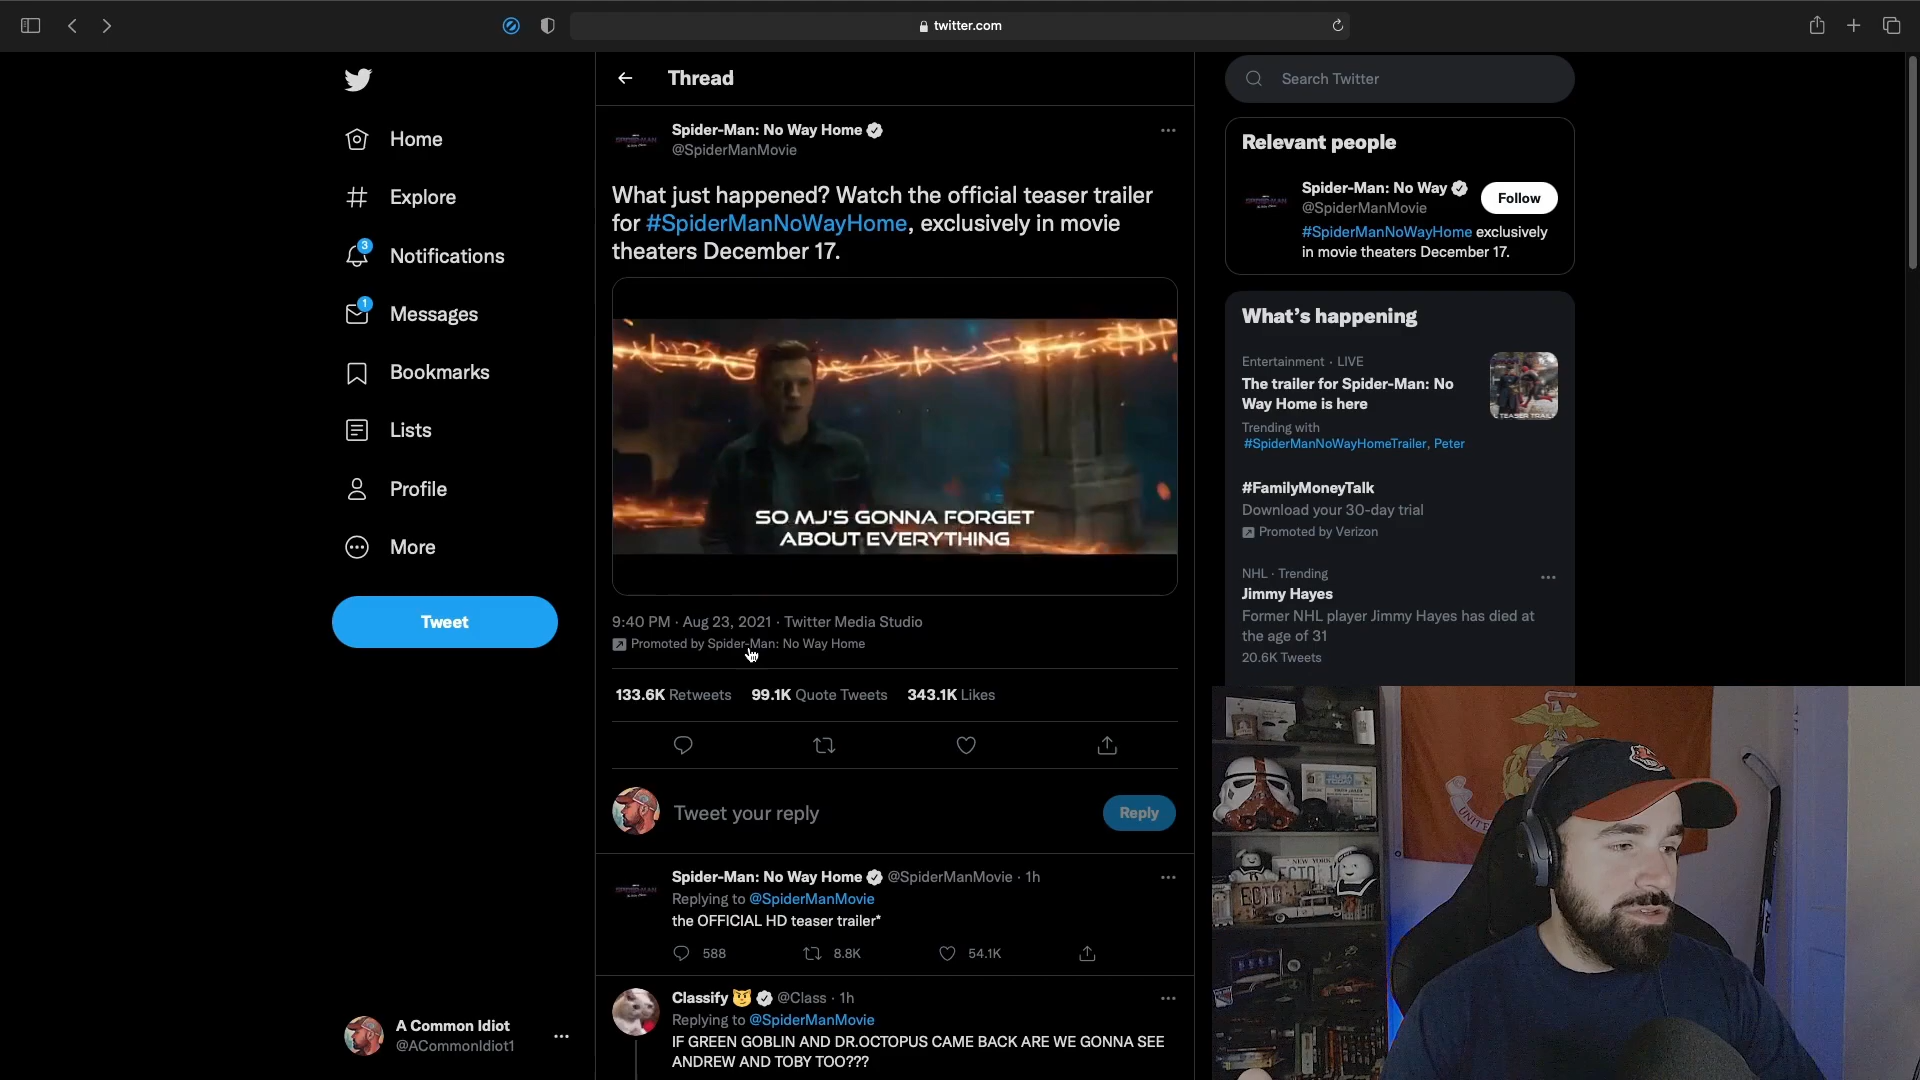 twitter.com
Home
Explore
3
Notifications
1
Messages
Bookmarks
Lists
Profile
More
Tweet
A Common Idiot
@ACommonIdiot1
Thread
Spider-Man: No Way Home
@SpiderManMovie
What just happened? Watch the official teaser trailer
for #SpiderManNoWayHome, exclusively in movie
theaters December 17.
SO MJ'S GONNA FORGET
ABOUT EVERYTHING
9:40 PM · Aug 23, 2021 · Twitter Media Studio
Promoted by Spider-Man: No Way Home
133.6K Retweets 99.1K Quote Tweets 343.1K Likes
Tweet your reply
Reply
Spider-Man: No Way Home @SpiderManMovie · 1h
Replying to @SpiderManMovie
the OFFICIAL HD teaser trailer*
588 8.8K 54.1K
Classify @Class · 1h
Replying to @SpiderManMovie
IF GREEN GOBLIN AND DR.OCTOPUS CAME BACK ARE WE GONNA SEE
ANDREW AND TOBY TOO???
Search Twitter
Relevant people
Spider-Man: No Way
@SpiderManMovie
Follow
#SpiderManNoWayHome exclusively
in movie theaters December 17.
What's happening
Entertainment · LIVE
The trailer for Spider-Man: No
Way Home is here
Trending with
#SpiderManNoWayHomeTrailer, Peter
#FamilyMoneyTalk
Download your 30-day trial
Promoted by Verizon
NHL · Trending
Jimmy Hayes
Former NHL player Jimmy Hayes has died at
the age of 31
20.6K Tweets
NEW YORK
ECTO-1